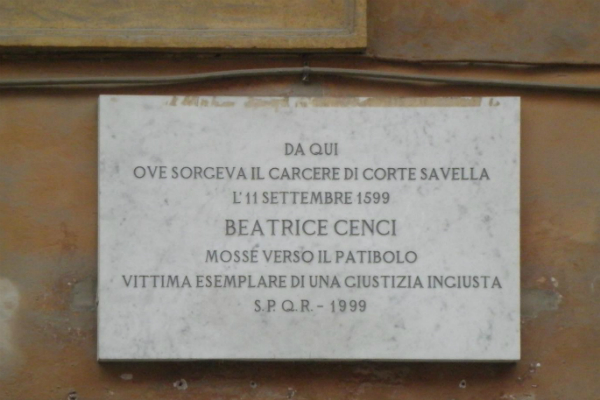 DA QUI
OVE SORGEVA IL CARCERE DI CORTE SAVELLA
L'11 SETTEMBRE 1599
BEATRICE CENCI
MOSSE VERSO IL PATIBOLO
VITTIMA ESEMPLARE DI UNA GIUSTIZIA INGIUSTA
S.P.Q.R. - 1999